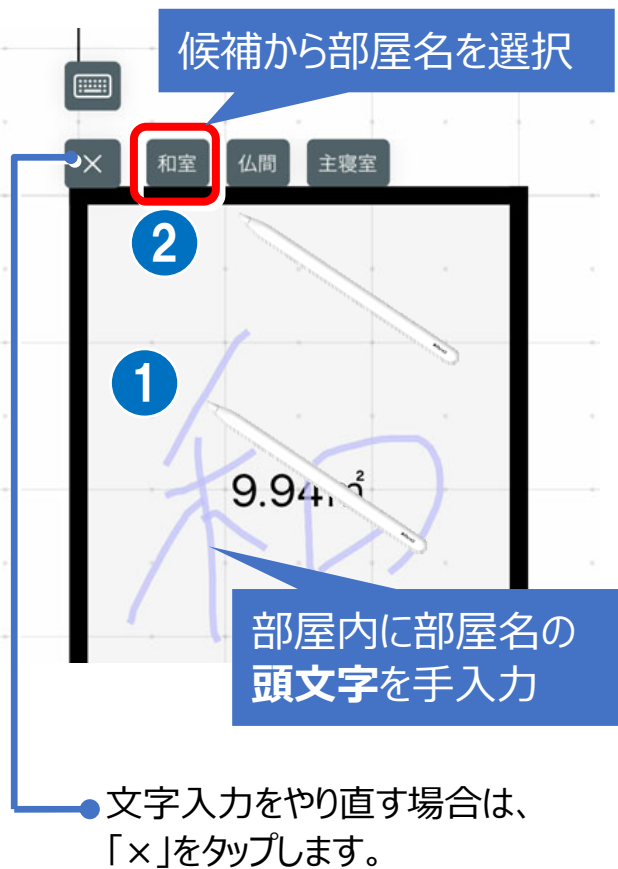 候補から部屋名を選択
× 和室 仏間 主寝室
2
1
和
9.94㎡
部屋内に部屋名の
頭文字を手入力
文字入力をやり直す場合は、
「×」をタップします。